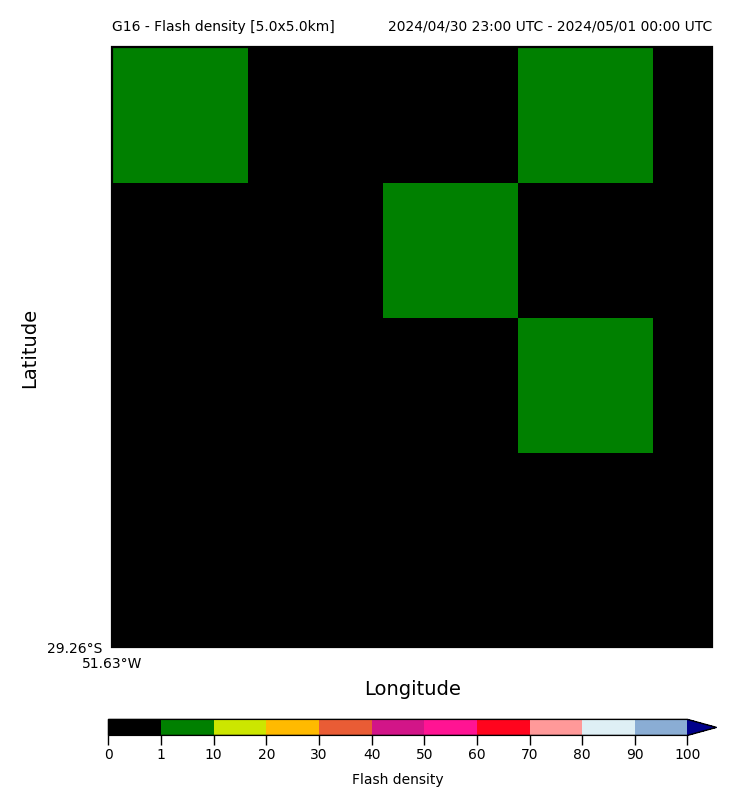 G16 - Flash density [5.0x5.0km] 2024/04/30 23:00 UTC - 2024/05/01 00:00 UTC
Latitude
29.26°S
51.63°W
Longitude
0 1 10 20 30 40 50 60 70 80 90 100
Flash density